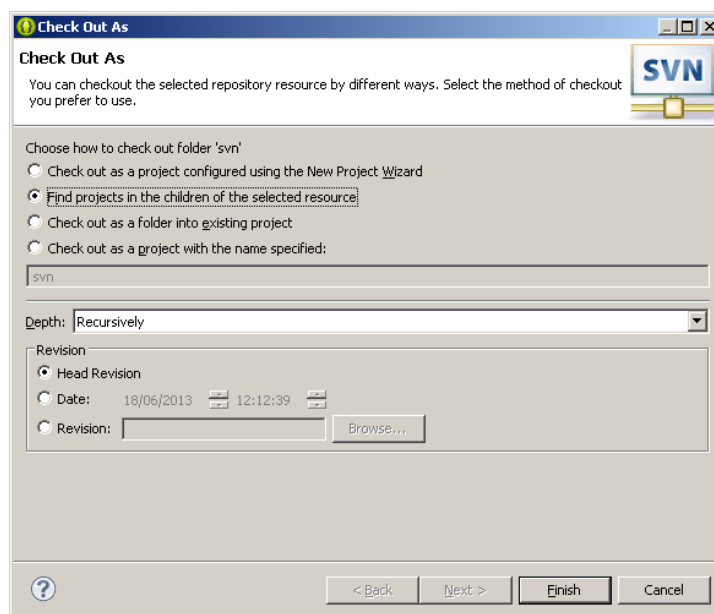 Check Out As
Check Out As
You can checkout the selected repository resource by different ways. Select the method of checkout
you prefer to use.
SVN
Choose how to check out folder 'svn'
Check out as a project configured using the New Project Wizard
Find projects in the children of the selected resource
Check out as a folder into existing project
Check out as a project with the name specified:
svn
Depth: Recursively
Revision
Head Revision
Date: 18/06/2013 12:12:39
Revision: Browse...
? < Back Next > Finish Cancel